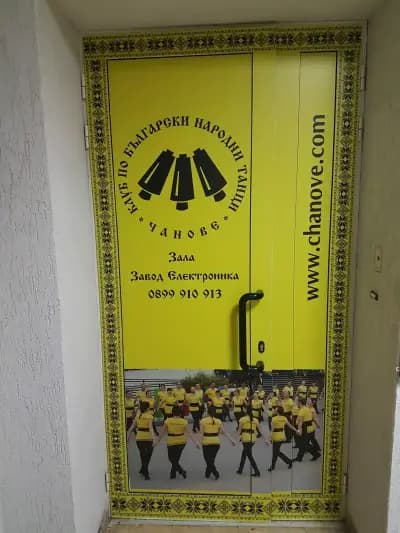 КЛУБ ПО БЪЛГАРСКИ НАРОДНИ ТАНЦИ
* ЧАНОВЕ *
Зала
Завод Електроника
0899 910 913
www.chanove.com